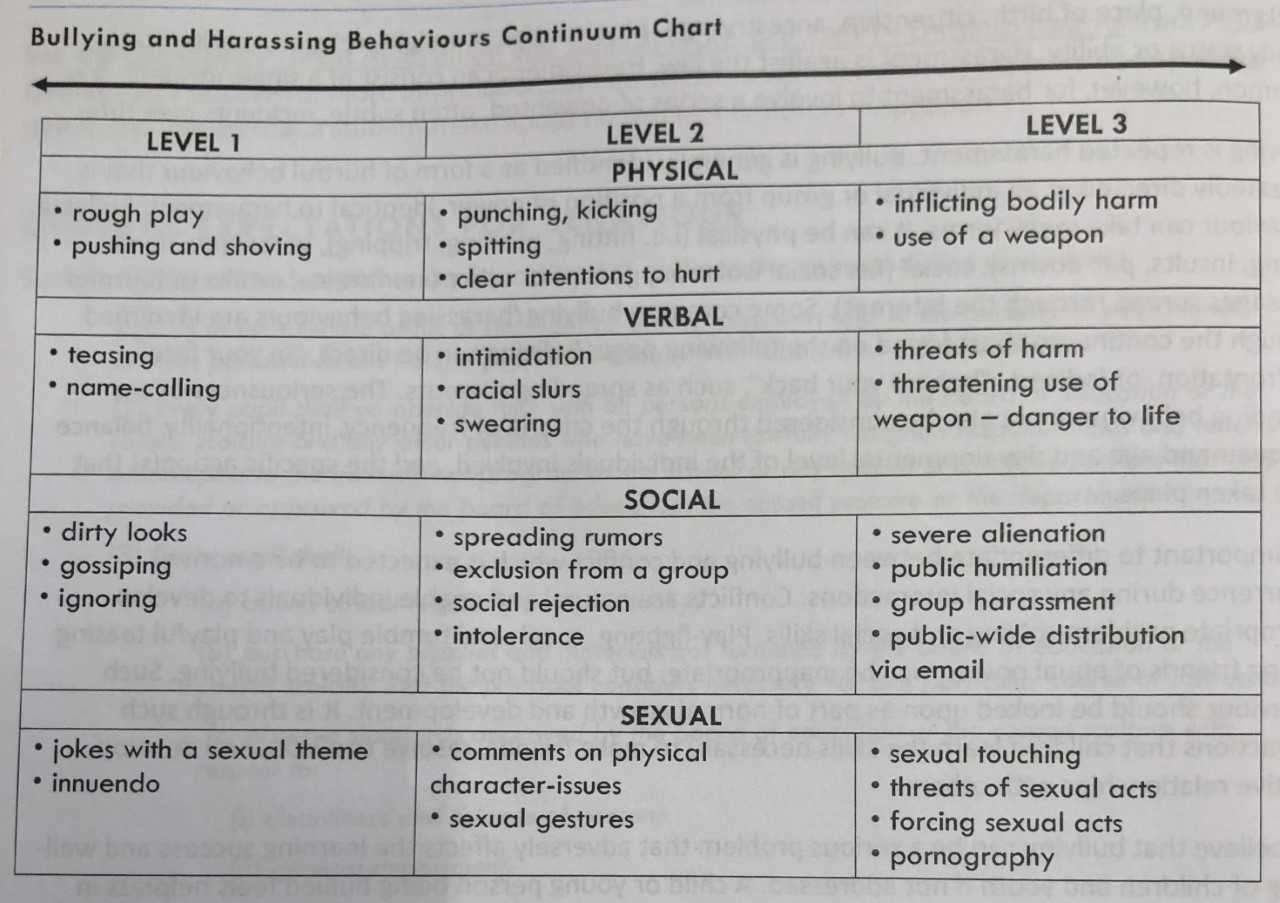 Bullying and Harassing Behaviours Continuum Chart
LEVEL 1 LEVEL 2 LEVEL 3
PHYSICAL
• rough play
• pushing and shoving
• punching, kicking
• spitting
• clear intentions to hurt
• inflicting bodily harm
• use of a weapon
VERBAL
• teasing
• name-calling
• intimidation
• racial slurs
• swearing
• threats of harm
• threatening use of
weapon – danger to life
SOCIAL
• dirty looks
• gossiping
• ignoring
• spreading rumors
• exclusion from a group
• social rejection
• intolerance
• severe alienation
• public humiliation
• group harassment
• public-wide distribution
via email
SEXUAL
• jokes with a sexual theme
• innuendo
• comments on physical
character-issues
• sexual gestures
• sexual touching
• threats of sexual acts
• forcing sexual acts
• pornography